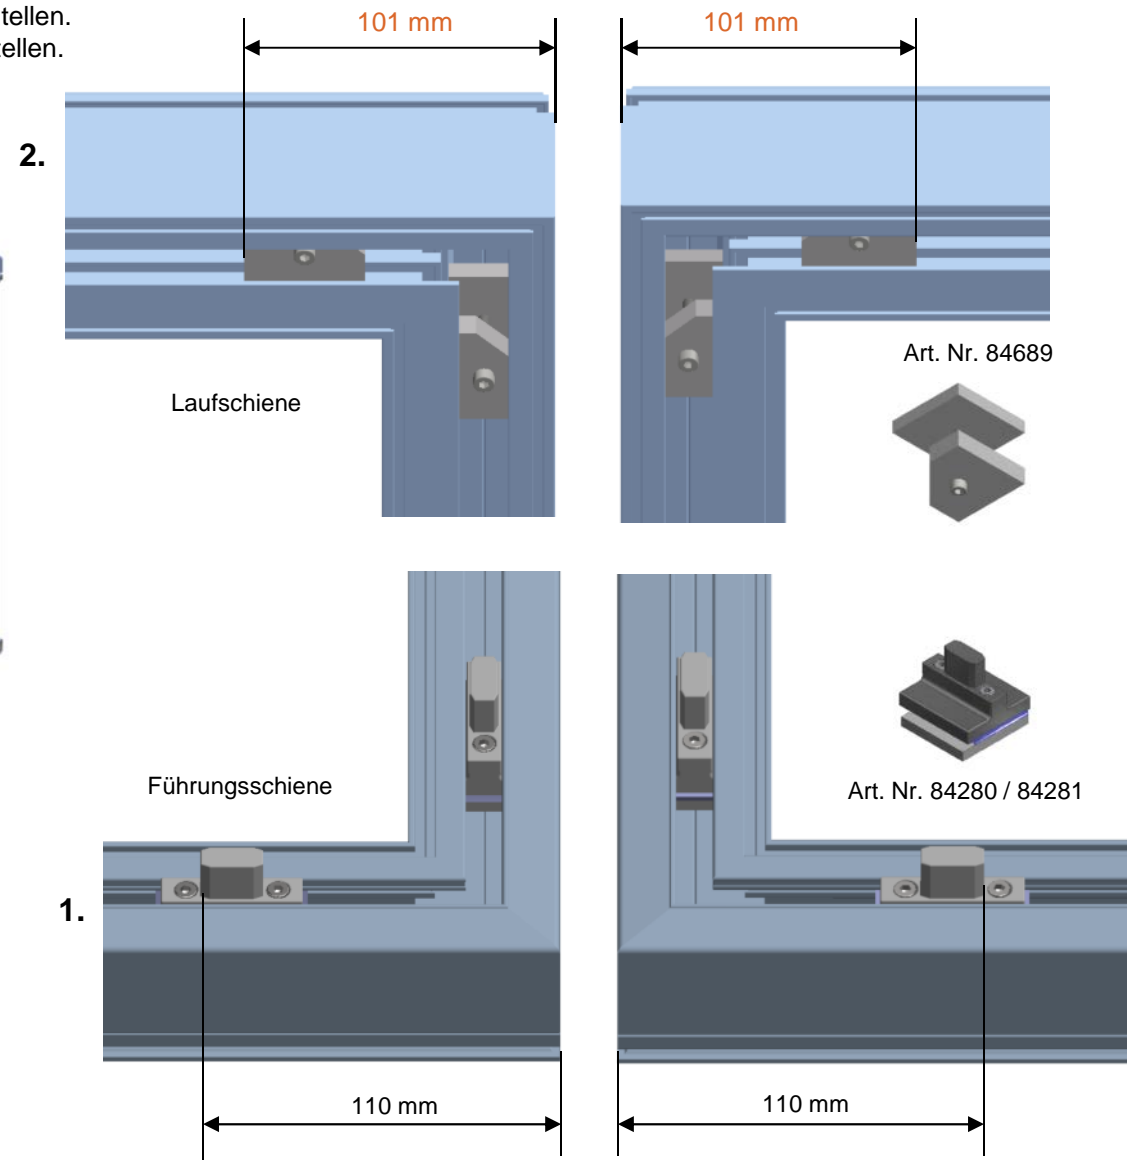 tellen.
tellen.
101 mm
101 mm
2.
Art. Nr. 84689
Laufschiene
Führungsschiene
Art. Nr. 84280 / 84281
1.
110 mm
110 mm